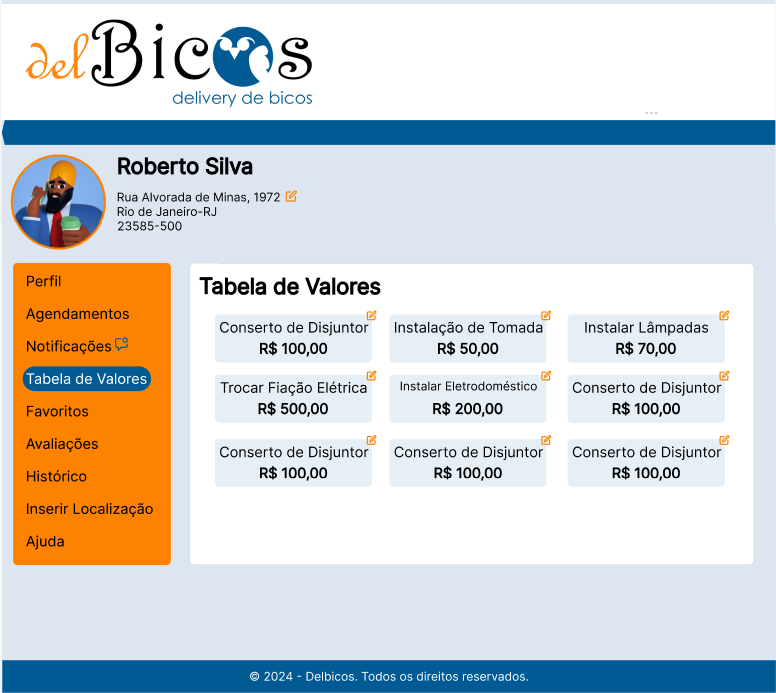 delBicos
delivery de bicos
...
Roberto Silva
Rua Alvorada de Minas, 1972
Rio de Janeiro-RJ
23585-500
Perfil
Agendamentos
Notificações
Tabela de Valores
Favoritos
Avaliações
Histórico
Inserir Localização
Ajuda
Tabela de Valores
Conserto de Disjuntor
R$ 100,00
Instalação de Tomada
R$ 50,00
Instalar Lâmpadas
R$ 70,00
Trocar Fiação Elétrica
R$ 500,00
Instalar Eletrodoméstico
R$ 200,00
Conserto de Disjuntor
R$ 100,00
Conserto de Disjuntor
R$ 100,00
Conserto de Disjuntor
R$ 100,00
Conserto de Disjuntor
R$ 100,00
© 2024 - Delbicos. Todos os direitos reservados.